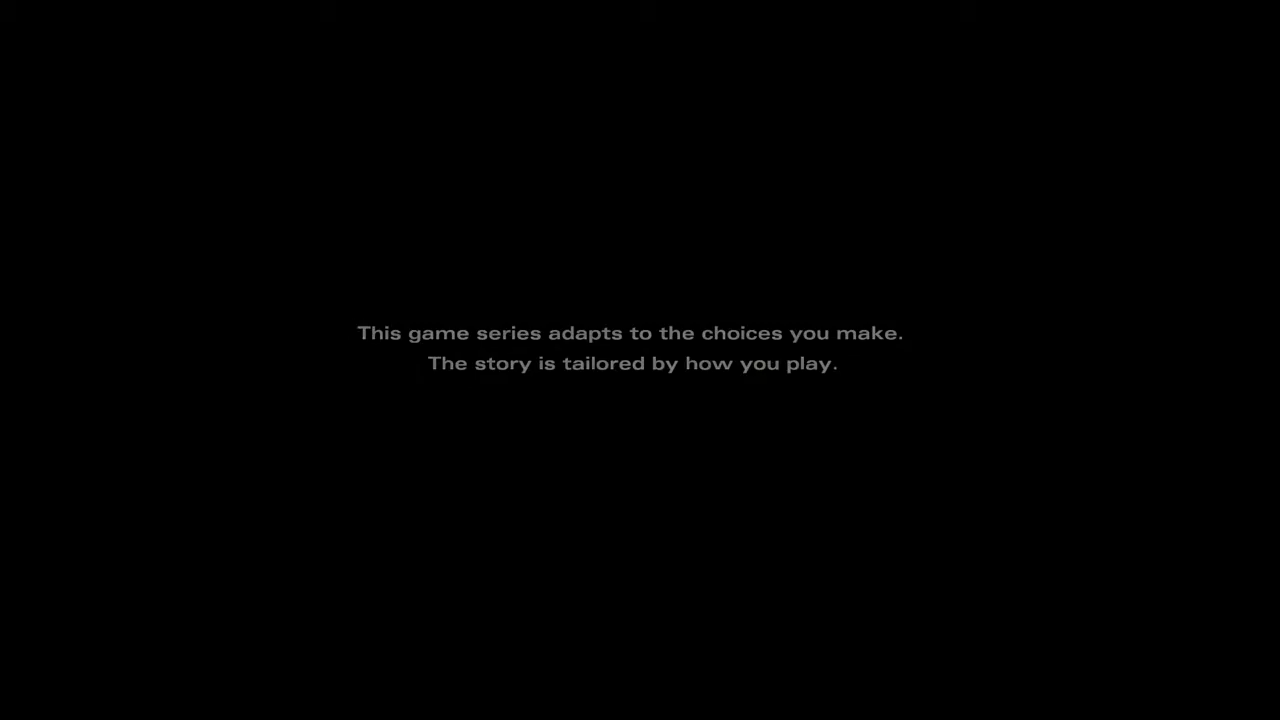 This game series adapts to the choices you make.
The story is tailored by how you play.